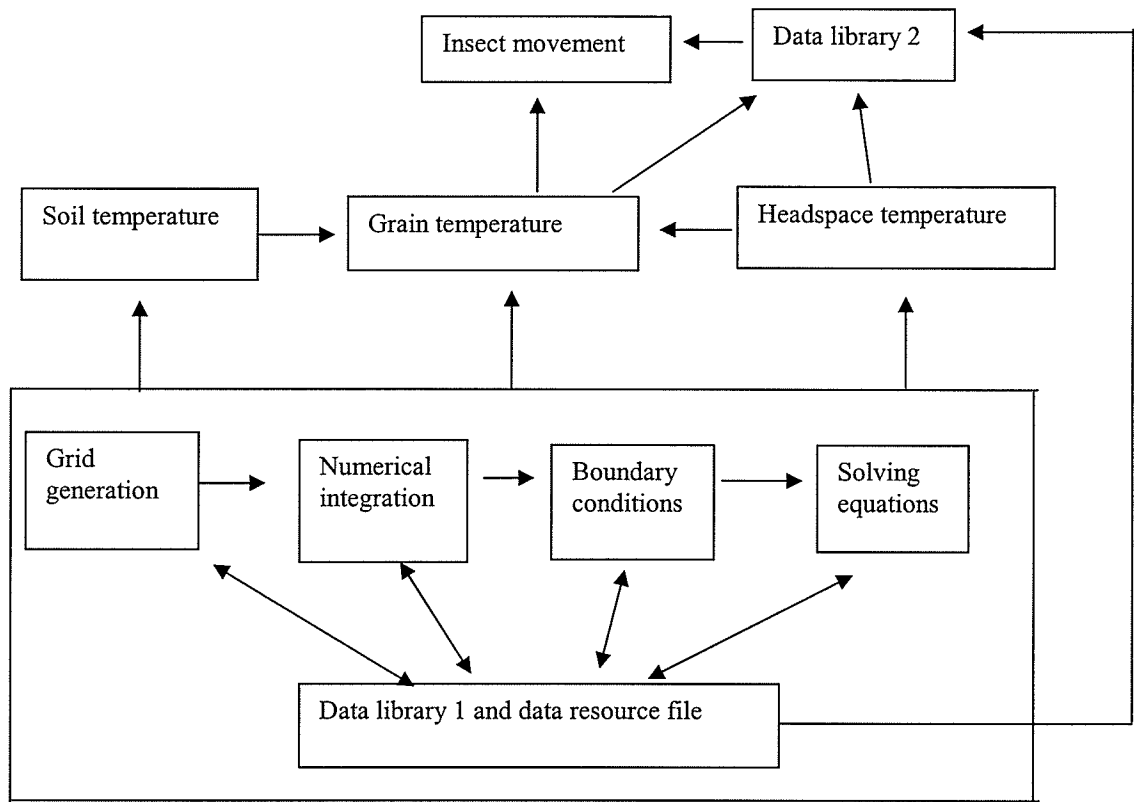 Insect movement
Data library 2
Soil temperature
Grain temperature
Headspace temperature
Grid
generation
Numerical
integration
Boundary
conditions
Solving
equations
Data library 1 and data resource file